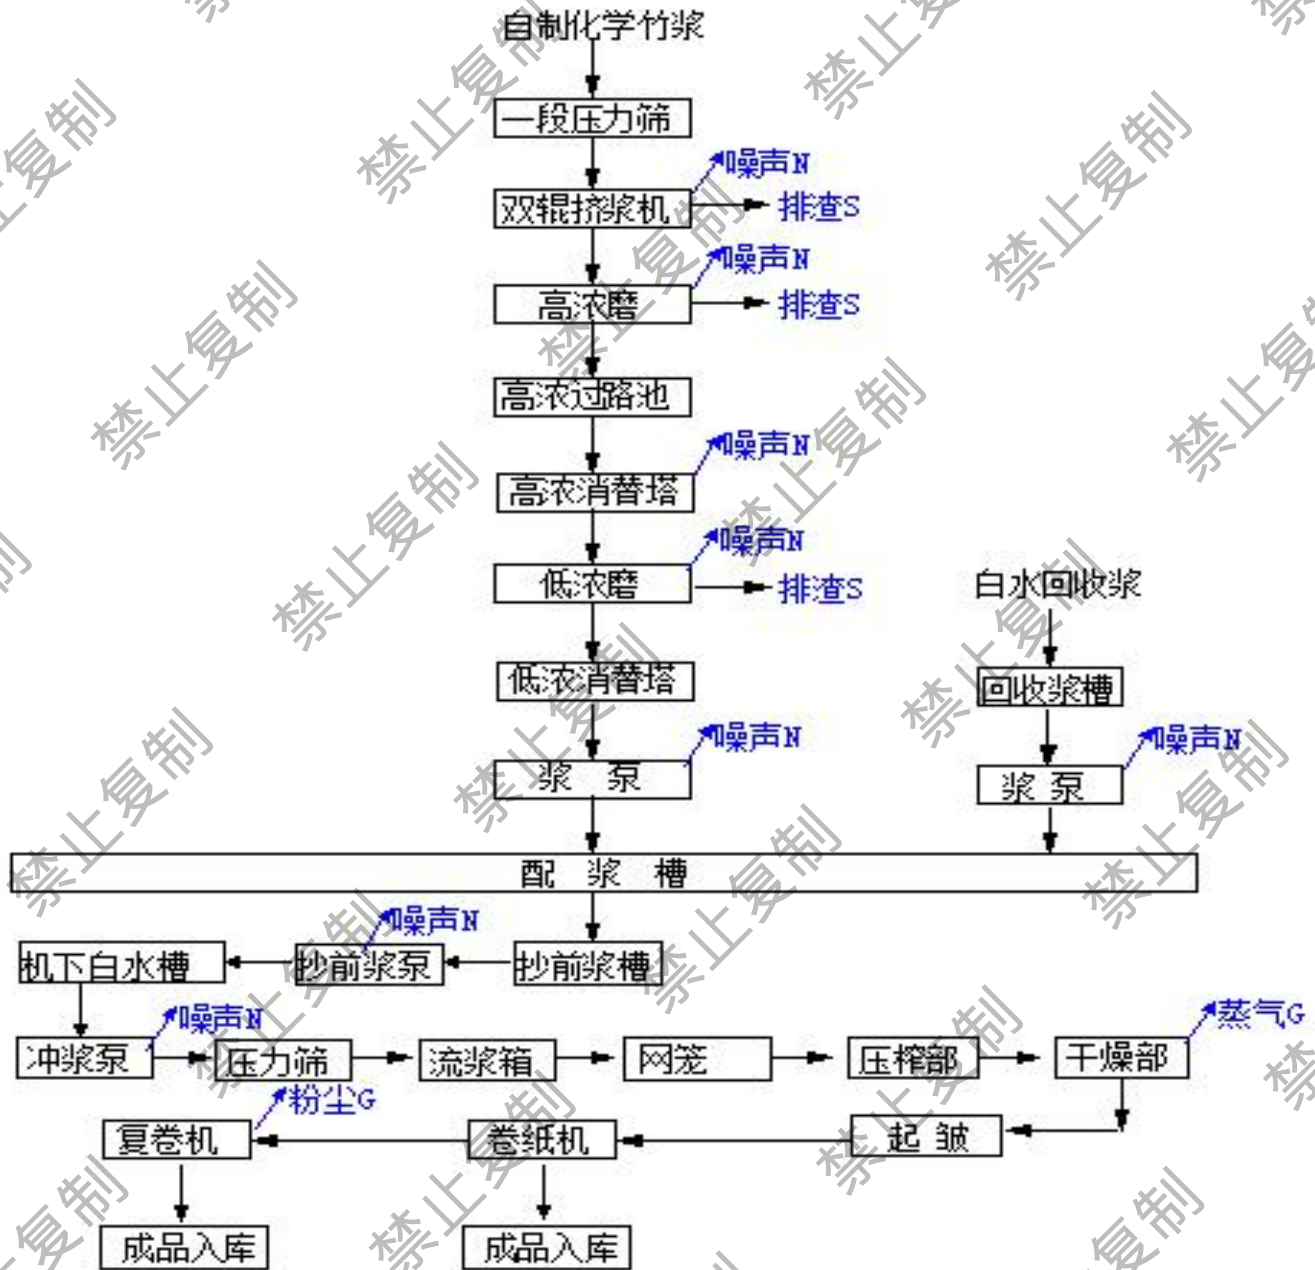 自制化学竹浆
一段压力筛
噪声N
双辊挤浆机
排查S
噪声N
高浓磨
排查S
高浓过路池
噪声N
高浓消替塔
噪声N
低浓磨
排渣S
白水回收浆
低浓消替塔
回收浆槽
噪声N
浆 泵
噪声N
浆 泵
配 浆 槽
噪声N
机下白水槽
抄前浆泵
抄前浆槽
噪声N
蒸气G
冲浆泵
压力筛
流浆箱
网笼
压榨部
干燥部
粉尘G
复卷机
卷纸机
起 皱
成品入库
成品入库
禁止复制